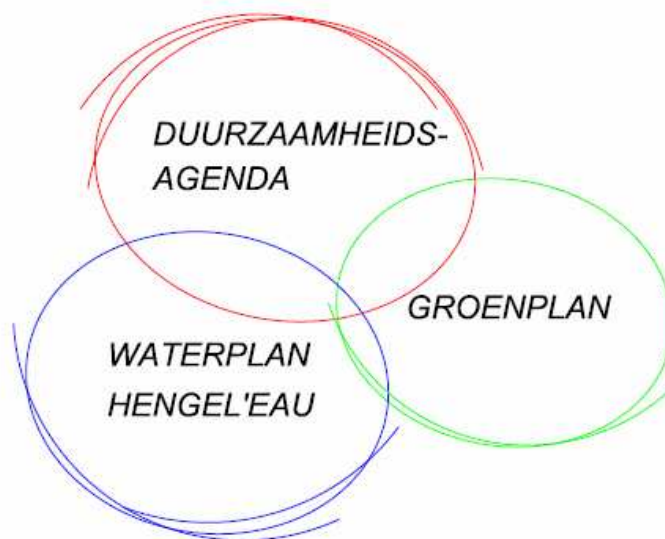 DUURZAAMHEIDS-
AGENDA
GROENPLAN
WATERPLAN
HENGEL'EAU